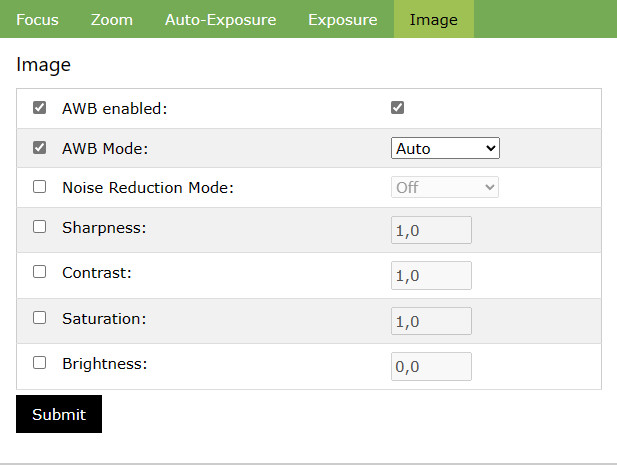 Focus Zoom Auto-Exposure Exposure Image
Image
AWB enabled:
AWB Mode: Auto
Noise Reduction Mode: Off
Sharpness: 1,0
Contrast: 1,0
Saturation: 1,0
Brightness: 0,0
Submit